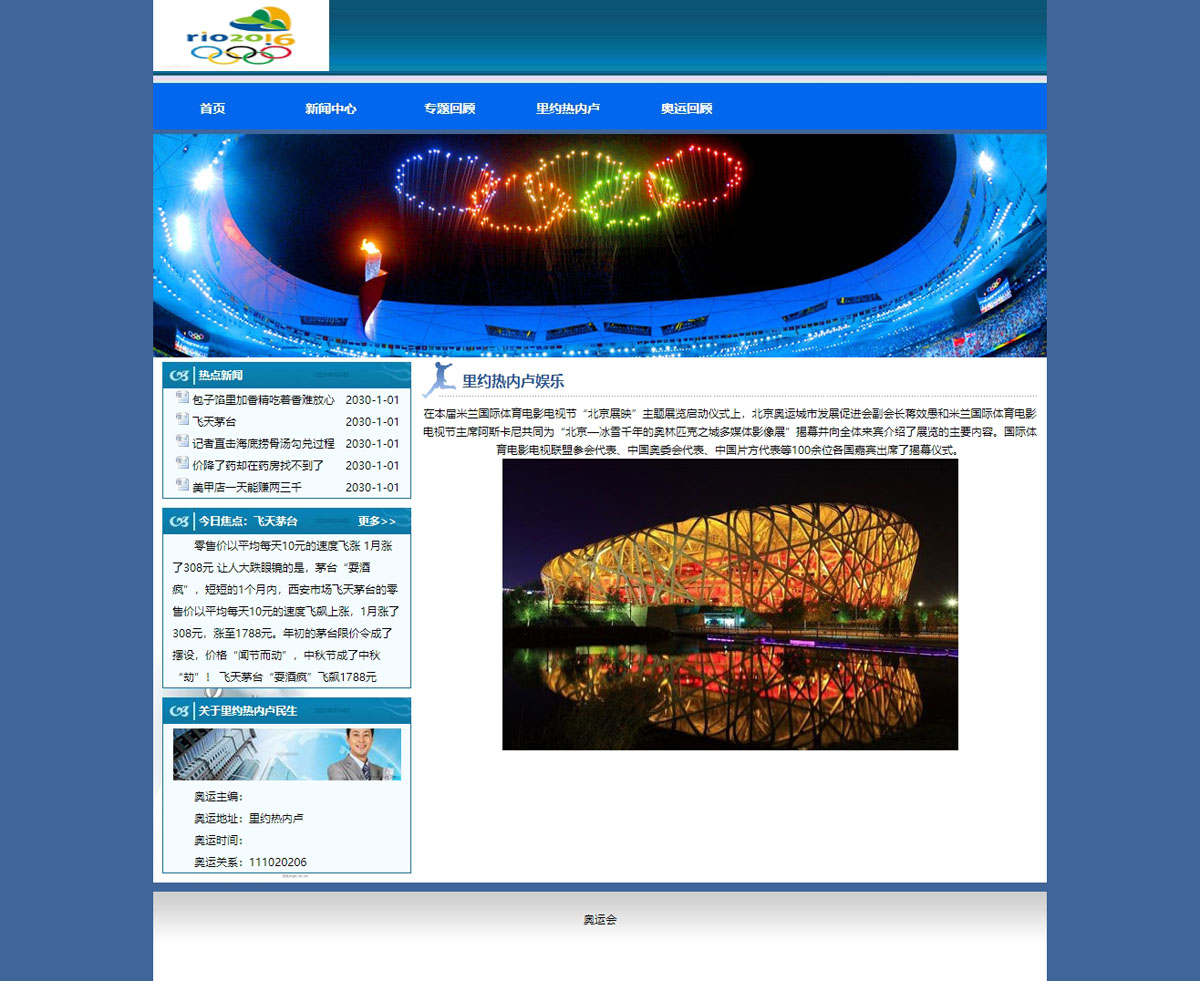 rio2016
首页 新闻中心 专题回顾 里约热内卢 奥运回顾
热点新闻
包子馅里加香精吃着香难放心 2030-1-01
飞天茅台 2030-1-01
记者直击海底捞骨汤勾兑过程 2030-1-01
价降了药却在药房找不到了 2030-1-01
美甲店一天能赚两三千 2030-1-01
今日焦点：飞天茅台 更多>>
零售价以平均每天10元的速度飞涨 1月涨
了308元 让人大跌眼镜的是，茅台“耍酒
疯”，短短的1个月内，西安市场飞天茅台的零
售价以平均每天10元的速度飞飙上涨，1月涨了
308元，涨至1788元。年初的茅台限价令成了
摆设，价格“闻节而动”，中秋节成了中秋
“劫”！ 飞天茅台“耍酒疯”飞飙1788元
关于里约热内卢民生
奥运主编：
奥运地址：里约热内卢
奥运时间：
奥运关系：111020206
里约热内卢娱乐
在本届米兰国际体育电影电视节“北京展映”主题展览启动仪式上，北京奥运城市发展促进会副会长蒋效愚和米兰国际体育电影
电视节主席阿斯卡尼共同为“北京—冰雪千年的奥林匹克之城多媒体影像展”揭幕并向全体来宾介绍了展览的主要内容。国际体
育电影电视联盟参会代表、中国奥委会代表、中国片方代表等100余位各国嘉宾出席了揭幕仪式。
奥运会